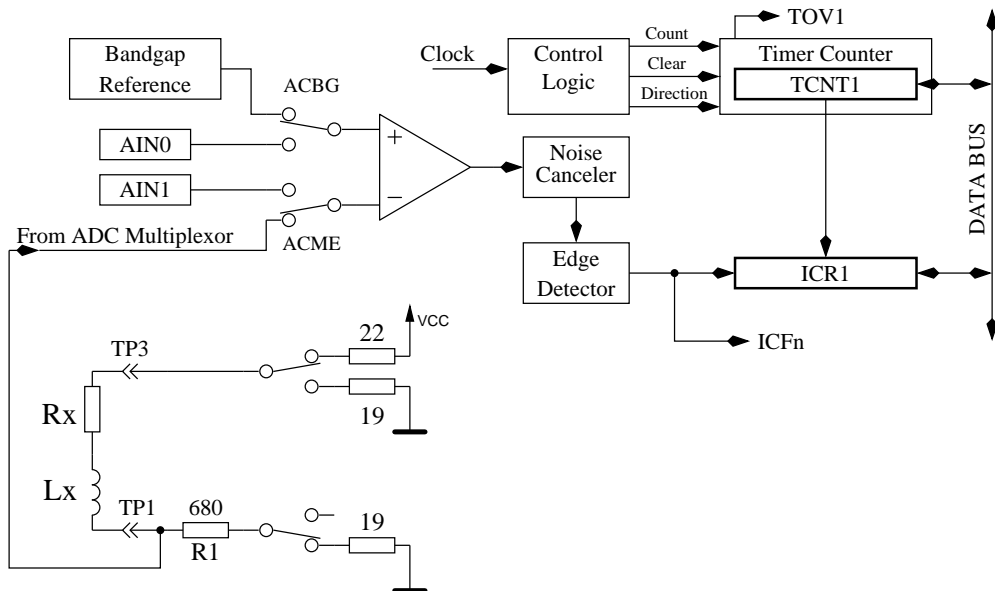 Bandgap
Reference
ACBG
AIN0
AIN1
From ADC Multiplexor
ACME
+
−
Clock
Control
Logic
Count
Clear
Direction
TOV1
Timer Counter
TCNT1
Noise
Canceler
Edge
Detector
ICR1
ICFn
DATA BUS
VCC
22
19
TP3
Rx
Lx
TP1
680
R1
19